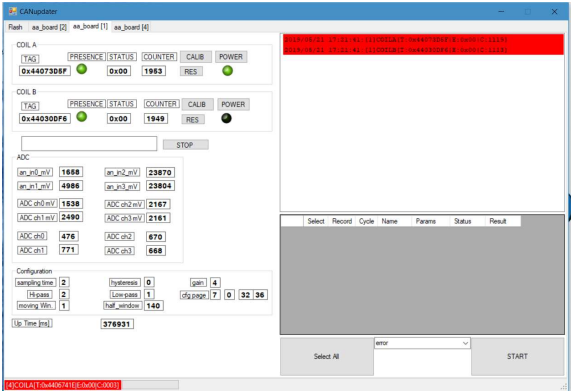 CANupdater
Flash aa_board [2] aa_board [1] aa_board [4]
COIL A
TAG PRESENCE STATUS COUNTER CALIB POWER
0x44073D5F 0x00 1953 RES
COIL B
TAG PRESENCE STATUS COUNTER CALIB POWER
0x44030DF6 0x00 1949 RES
STOP
ADC
an_in0_mV 1658 an_in2_mV 23870
an_in1_mV 4986 an_in3_mV 23804
ADC ch0 mV 1538 ADC ch2 mV 2167
ADC ch1 mV 2490 ADC ch3 mV 2161
ADC ch0 476 ADC ch2 670
ADC ch1 771 ADC ch3 668
Configuration
sampling time 2 hysteresis 0 gain 4
Hi-pass 2 Low-pass 1 cfg page 7 0 32 36
moving Win. 1 half_window 140
Up Time [ms] 376931
Select Record Cycle Name Params Status Result
error
Select All START
[4]COILA[T:0x4406741E|E:0x00|C:0003]